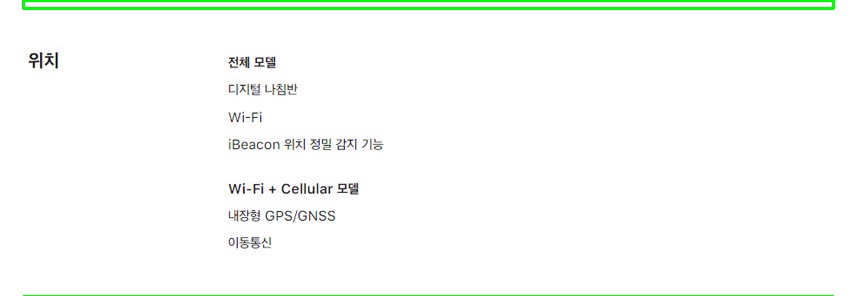 위치
전체 모델
디지털 나침반
Wi-Fi
iBeacon 위치 정밀 감지 기능
Wi-Fi + Cellular 모델
내장형 GPS/GNSS
이동통신